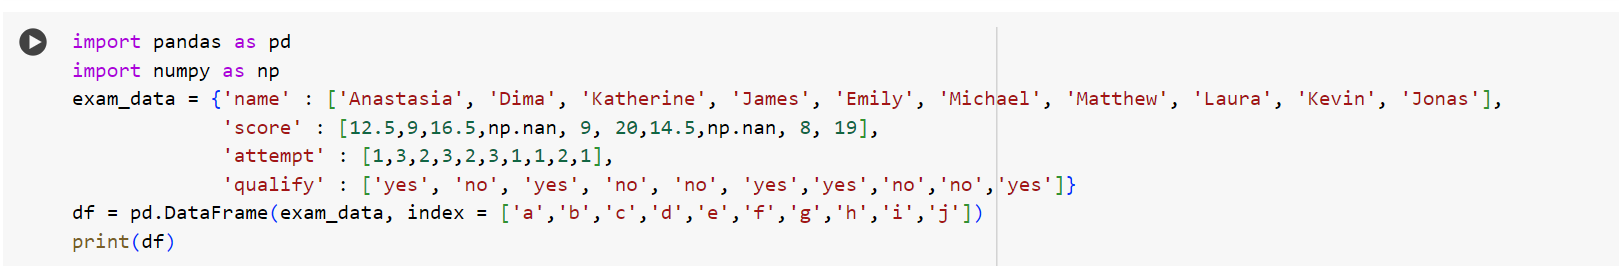 import pandas as pd
import numpy as np
exam_data = {'name' : ['Anastasia', 'Dima', 'Katherine', 'James', 'Emily', 'Michael', 'Matthew', 'Laura', 'Kevin', 'Jonas'],
'score' : [12.5,9,16.5,np.nan, 9, 20,14.5,np.nan, 8, 19],
'attempt' : [1,3,2,3,2,3,1,1,2,1],
'qualify' : ['yes', 'no', 'yes', 'no', 'no', 'yes','yes','no','no','yes']}
df = pd.DataFrame(exam_data, index = ['a','b','c','d','e','f','g','h','i','j'])
print(df)